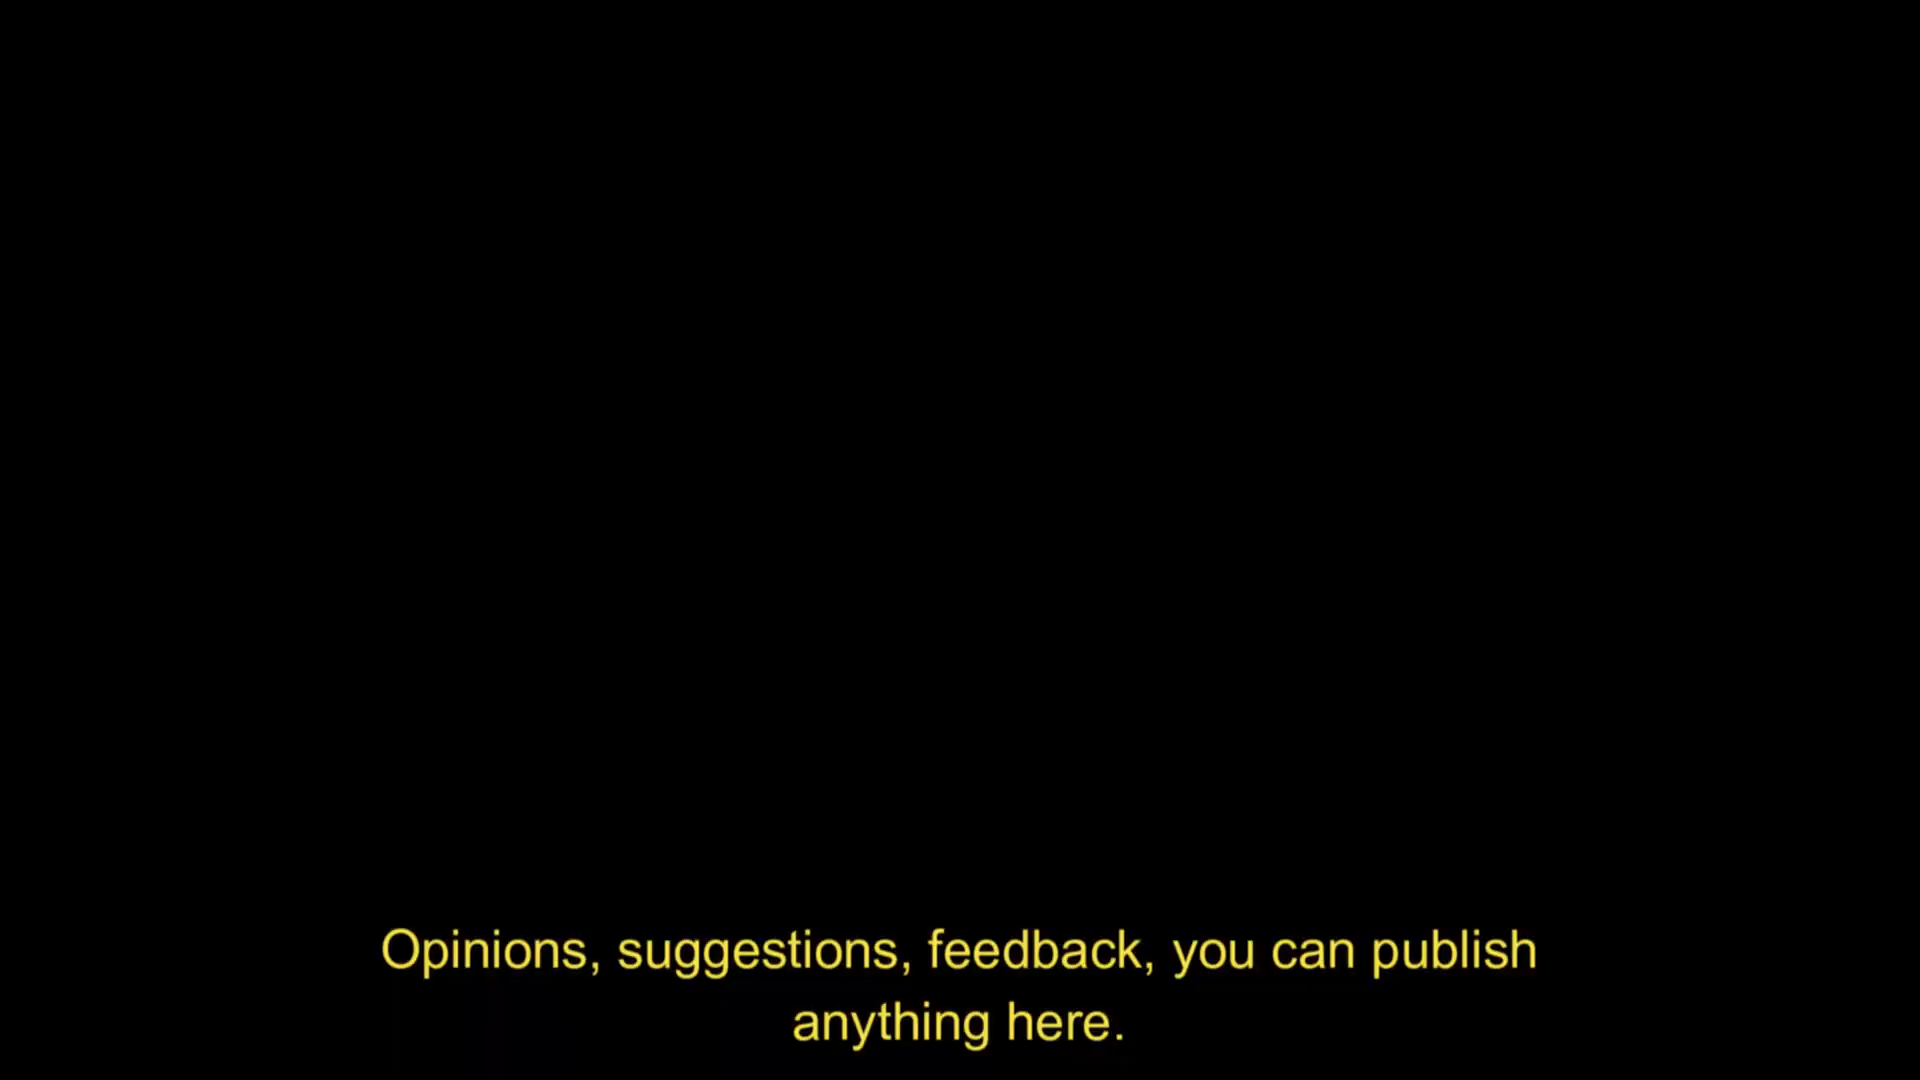 Opinions, suggestions, feedback, you can publish
anything here.